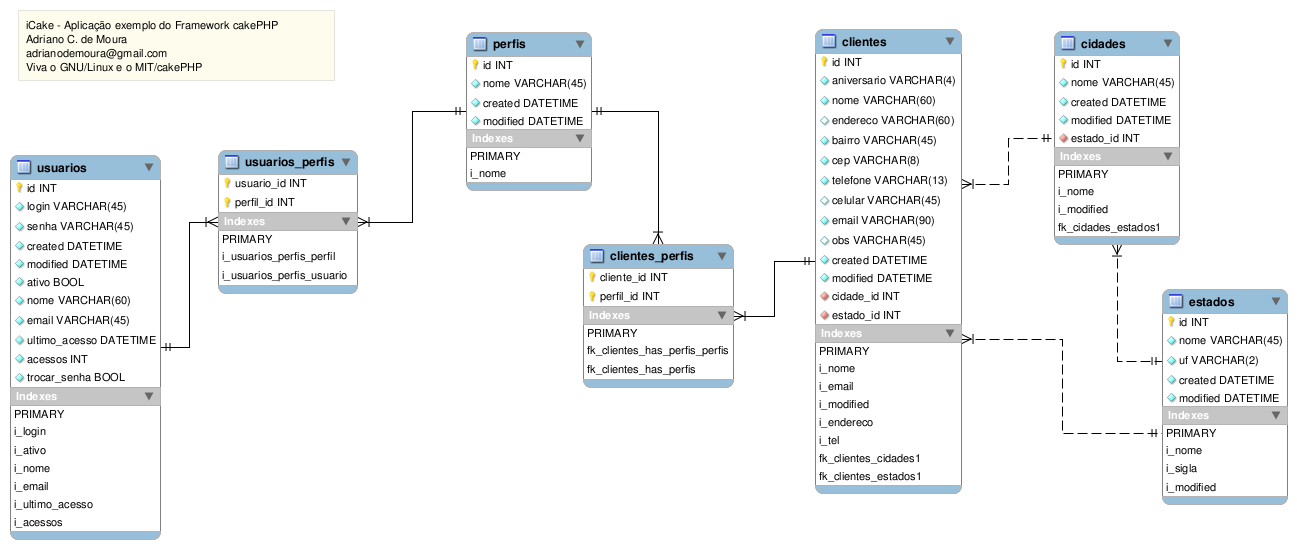 iCake - Aplicação exemplo do Framework cakePHP
Adriano C. de Moura
adrianodemoura@gmail.com
Viva o GNU/Linux e o MIT/cakePHP
usuarios
id INT
login VARCHAR(45)
senha VARCHAR(45)
created DATETIME
modified DATETIME
ativo BOOL
nome VARCHAR(60)
email VARCHAR(45)
ultimo_acesso DATETIME
acessos INT
trocar_senha BOOL
Indexes
PRIMARY
i_login
i_ativo
i_nome
i_email
i_ultimo_acesso
i_acessos
usuarios_perfis
usuario_id INT
perfil_id INT
Indexes
PRIMARY
i_usuarios_perfis_perfil
i_usuarios_perfis_usuario
perfis
id INT
nome VARCHAR(45)
created DATETIME
modified DATETIME
Indexes
PRIMARY
i_nome
clientes_perfis
cliente_id INT
perfil_id INT
Indexes
PRIMARY
fk_clientes_has_perfis_perfis
fk_clientes_has_perfis
clientes
id INT
aniversario VARCHAR(4)
nome VARCHAR(60)
endereco VARCHAR(60)
bairro VARCHAR(45)
cep VARCHAR(8)
telefone VARCHAR(13)
celular VARCHAR(45)
email VARCHAR(90)
obs VARCHAR(45)
created DATETIME
modified DATETIME
cidade_id INT
estado_id INT
Indexes
PRIMARY
i_nome
i_email
i_modified
i_endereco
i_tel
fk_clientes_cidades1
fk_clientes_estados1
cidades
id INT
nome VARCHAR(45)
created DATETIME
modified DATETIME
estado_id INT
Indexes
PRIMARY
i_nome
i_modified
fk_cidades_estados1
estados
id INT
nome VARCHAR(45)
uf VARCHAR(2)
created DATETIME
modified DATETIME
Indexes
PRIMARY
i_nome
i_sigla
i_modified